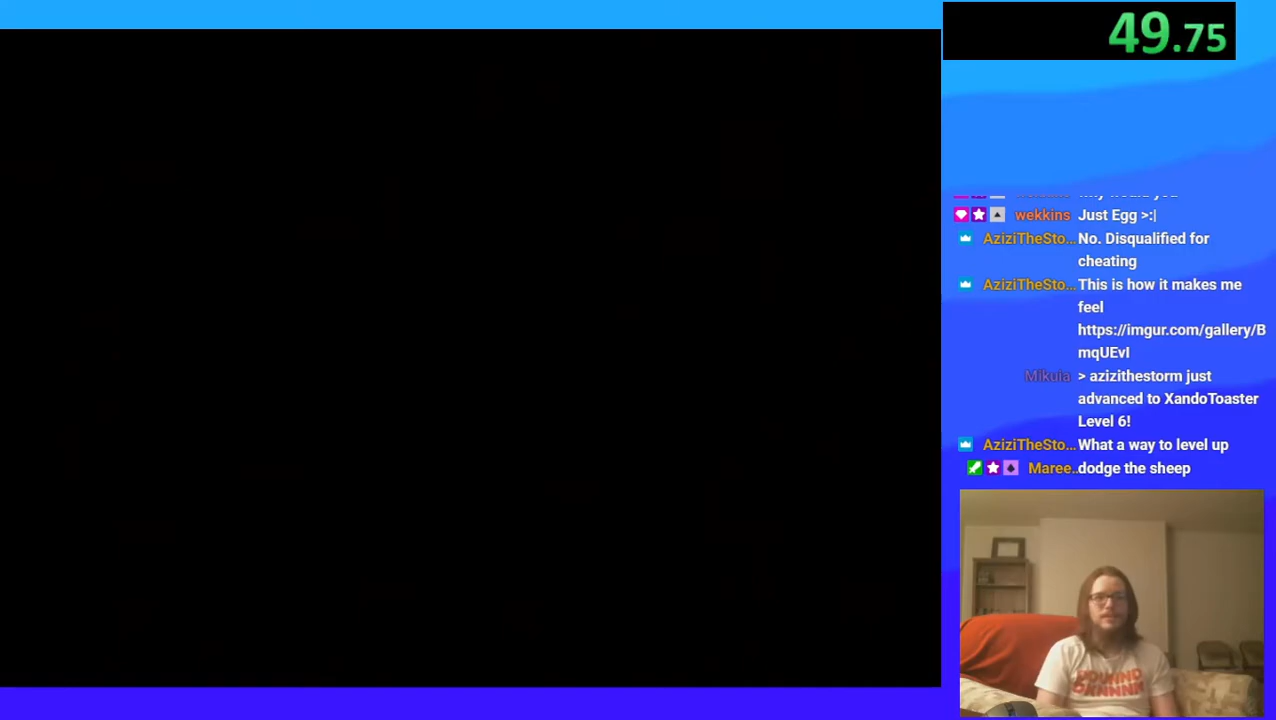 49.75
wekkins Just Egg >:|
AziziTheSto... No. Disqualified for
cheating
AziziTheSto... This is how it makes me
feel
https://imgur.com/gallery/B
mqUEvI
Mikuia > azizithestorm just
advanced to XandoToaster
Level 6!
AziziTheSto... What a way to level up
Maree.. dodge the sheep